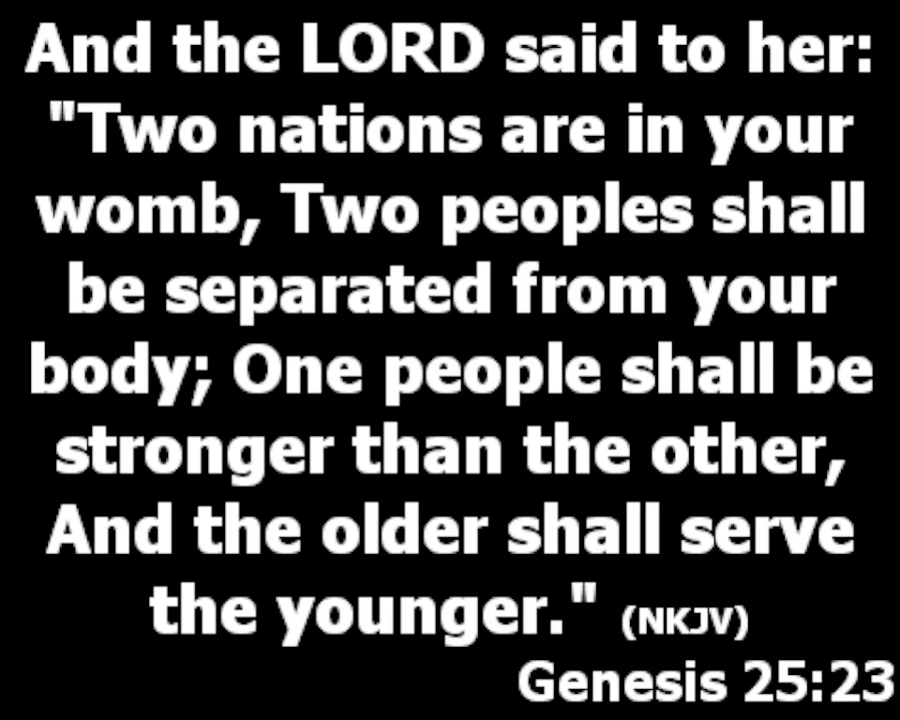 And the LORD said to her:
"Two nations are in your
womb, Two peoples shall
be separated from your
body; One people shall be
stronger than the other,
And the older shall serve
the younger." (NKJV)
Genesis 25:23